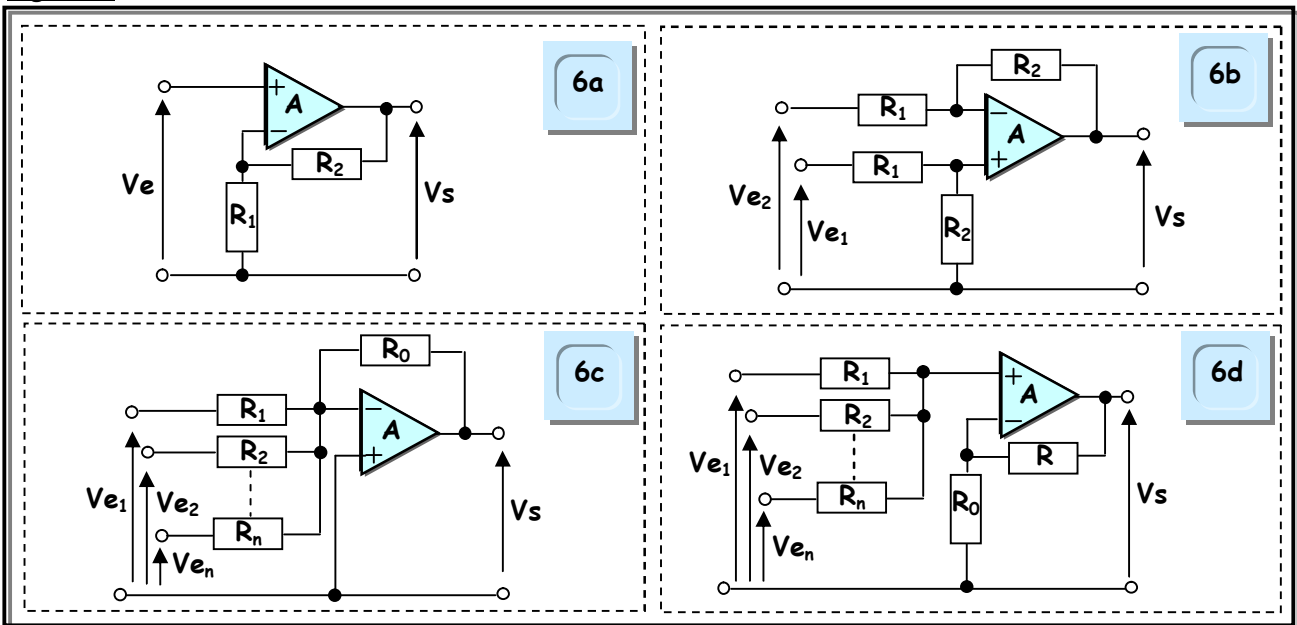 6a
+
A
−
R₂
Ve
R₁
Vs
6b
R₂
R₁
−
A
R₁
+
Ve₂
Ve₁
R₂
Vs
6c
R₀
R₁
−
A
R₂
+
Ve₁
Ve₂
Rₙ
Veₙ
Vs
6d
R₁
+
A
R₂
−
Ve₁
Ve₂
R
Rₙ
R₀
Veₙ
Vs